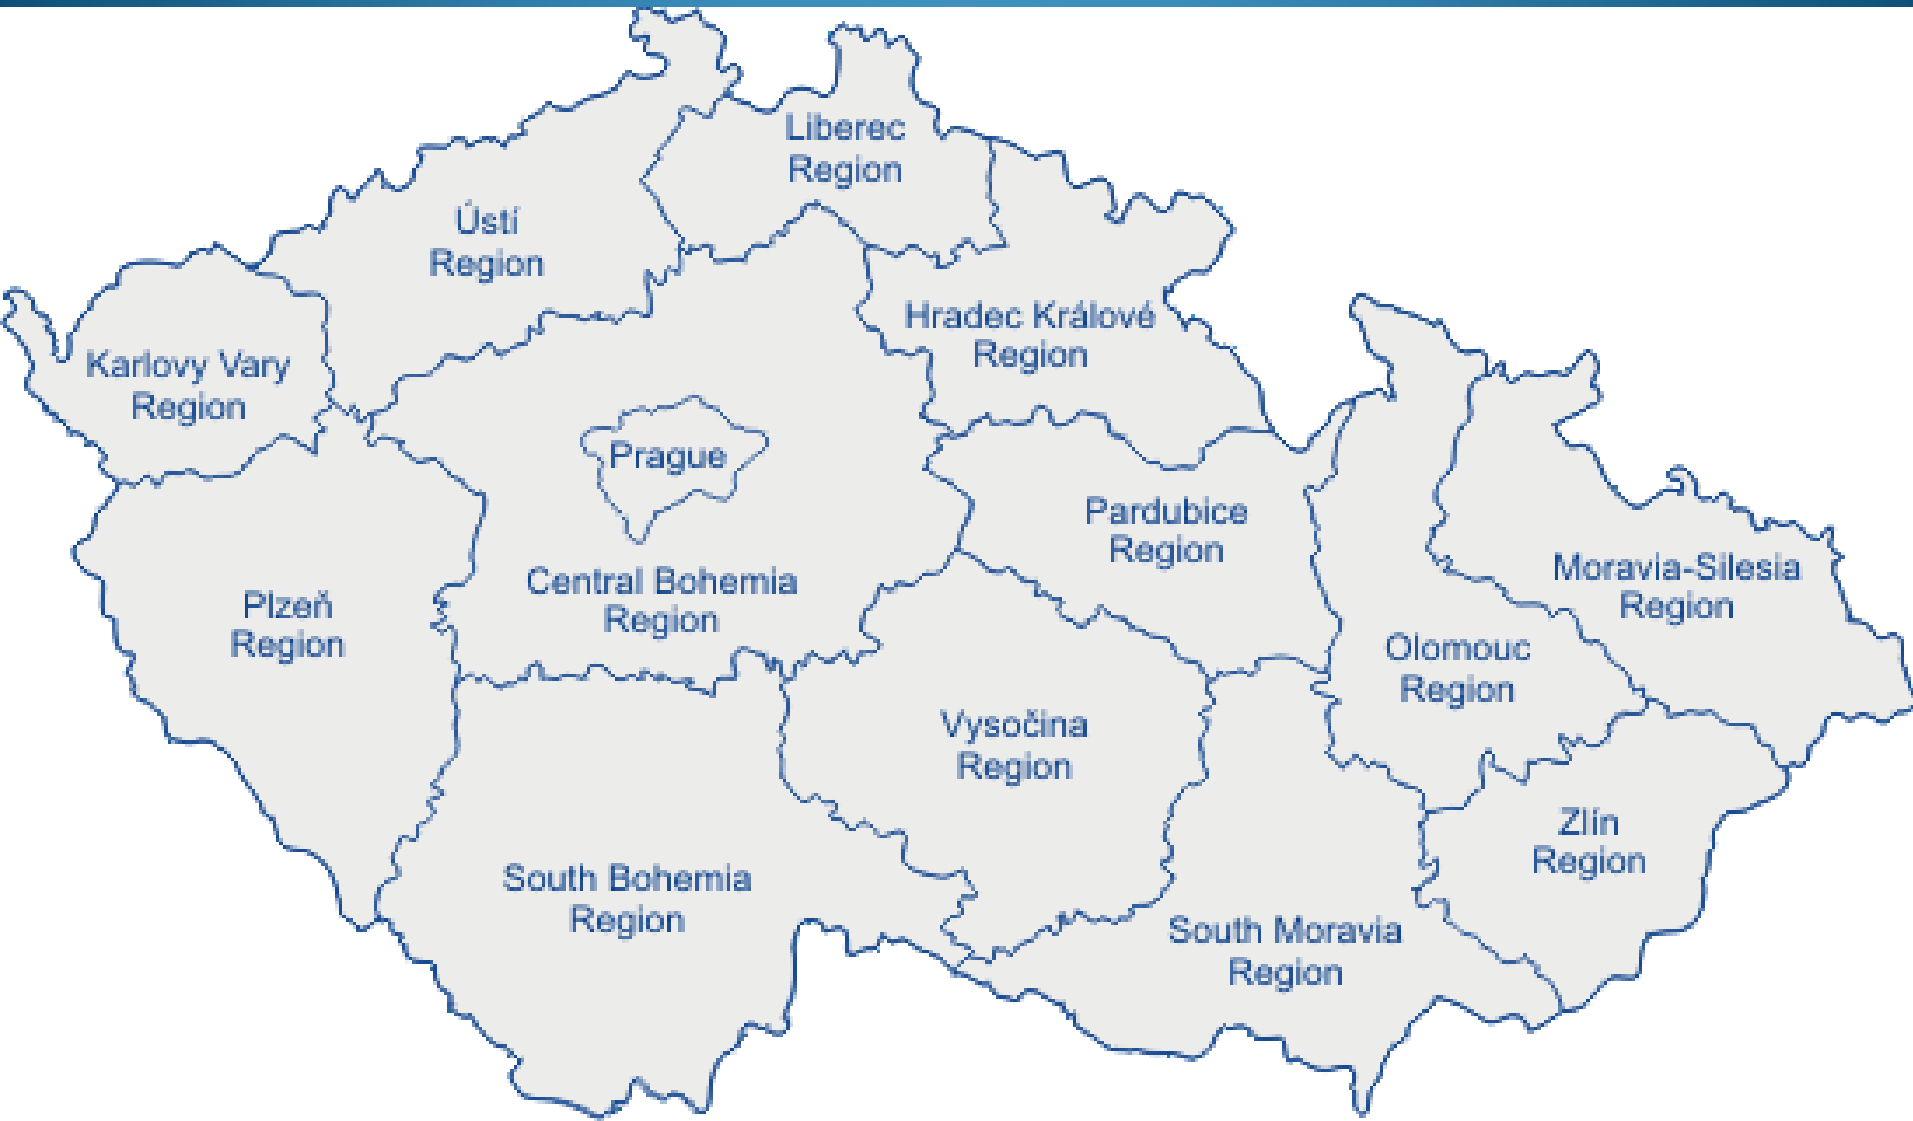 Liberec
Region
Ústí
Region
Hradec Králové
Region
Karlovy Vary
Region
Prague
Pardubice
Region
Central Bohemia
Region
Moravia-Silesia
Region
Plzeň
Region
Olomouc
Region
Vysočina
Region
Zlín
Region
South Bohemia
Region
South Moravia
Region